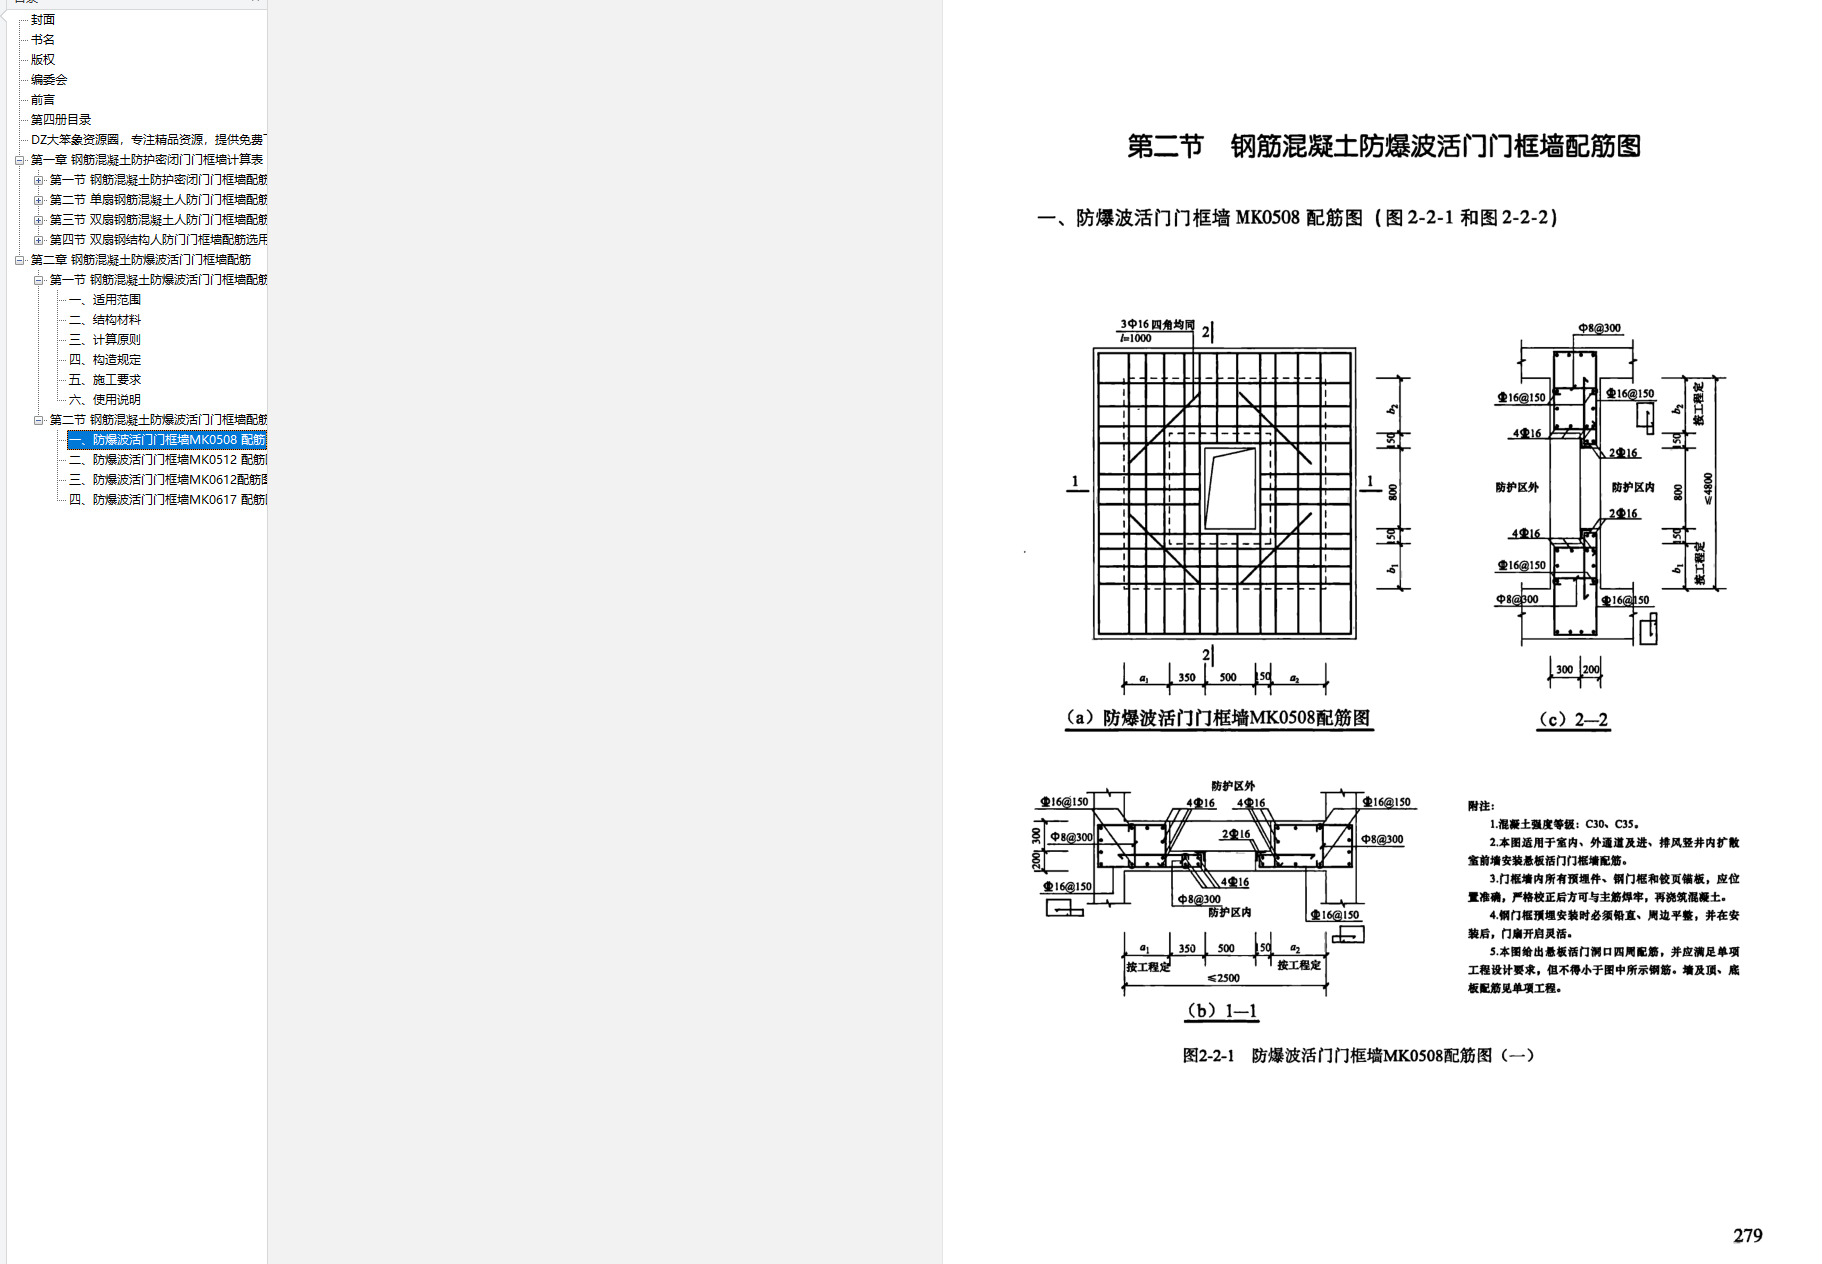 封面
书名
版权
编委会
前言
第四册目录
DZ大笨象资源圈，专注精品资源，提供免费
第一章 钢筋混凝土防护密闭门门框墙计算表
第一节 钢筋混凝土防护密闭门门框墙配筋
第二节 单扇钢筋混凝土人防门门框墙配筋
第三节 双扇钢筋混凝土人防门门框墙配筋
第四节 双扇钢结构人防门门框墙配筋选用
第二章 钢筋混凝土防爆波活门门框墙配筋
第一节 钢筋混凝土防爆波活门门框墙配筋
一、适用范围
二、结构材料
三、计算原则
四、构造规定
五、施工要求
六、使用说明
第二节 钢筋混凝土防爆波活门门框墙配筋
一、防爆波活门门框墙MK0508 配筋
二、防爆波活门门框墙MK0512 配筋
三、防爆波活门门框墙MK0612配筋图
四、防爆波活门门框墙MK0617 配筋
第二节 钢筋混凝土防爆波活门门框墙配筋图
一、防爆波活门门框墙 MK0508 配筋图（图 2-2-1 和图 2-2-2）
3Φ16 四角均同
l=1000
2
1
1
2
b2
150
800
150
b1
a1 350 500 150 a2
（a）防爆波活门门框墙MK0508配筋图
Φ8@300
Φ16@150
Φ16@150
4Φ16
2Φ16
防护区外
防护区内
2Φ16
4Φ16
Φ16@150
Φ8@300
Φ16@150
b2
按工程定
150
800
≤4800
150
b1
按工程定
300 200
（c）2—2
防护区外
Φ16@150
4Φ16
4Φ16
Φ16@150
300
Φ8@300
2Φ16
Φ8@300
200
Φ16@150
4Φ16
Φ8@300
防护区内
Φ16@150
a1 350 500 150 a2
按工程定
按工程定
≤2500
（b）1—1
附注：
1.混凝土强度等级：C30、C35。
2.本图适用于室内、外通道及进、排风竖井内扩散
室前墙安装悬板活门门框墙配筋。
3.门框墙内所有预埋件、钢门框和铰页锚板，应位
置准确，严格校正后方可与主筋焊牢，再浇筑混凝土。
4.钢门框预埋安装时必须铅直、周边平整，并在安
装后，门扇开启灵活。
5.本图给出悬板活门洞口四周配筋，并应满足单项
工程设计要求，但不得小于图中所示钢筋。墙及顶、底
板配筋见单项工程。
图2-2-1 防爆波活门门框墙MK0508配筋图（一）
279